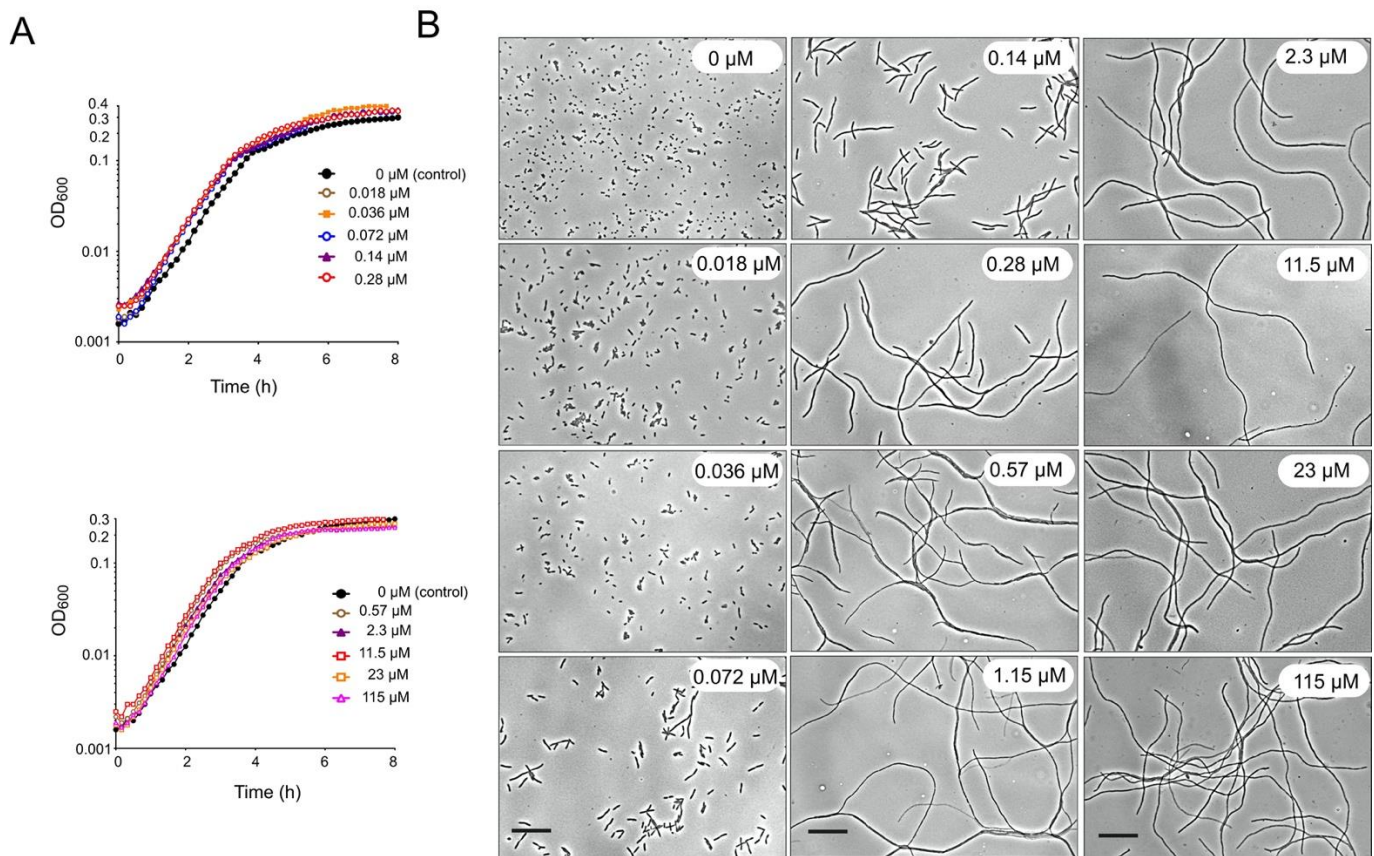 A
OD600
0.4
0.3
0.2
0.1
0.01
0.001
0 2 4 6 8
Time (h)
0 µM (control)
0.018 µM
0.036 µM
0.072 µM
0.14 µM
0.28 µM
OD600
0.3
0.2
0.1
0.01
0.001
0 2 4 6 8
Time (h)
0 µM (control)
0.57 µM
2.3 µM
11.5 µM
23 µM
115 µM
B
0 µM 0.14 µM 2.3 µM
0.018 µM 0.28 µM 11.5 µM
0.036 µM 0.57 µM 23 µM
0.072 µM 1.15 µM 115 µM